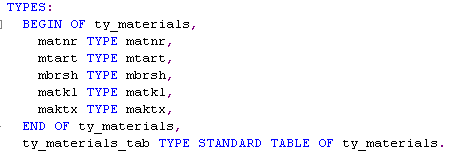 TYPES:
BEGIN OF ty_materials,
matnr TYPE matnr,
mtart TYPE mtart,
mbrsh TYPE mbrsh,
matkl TYPE matkl,
maktx TYPE maktx,
END OF ty_materials,
ty_materials_tab TYPE STANDARD TABLE OF ty_materials.